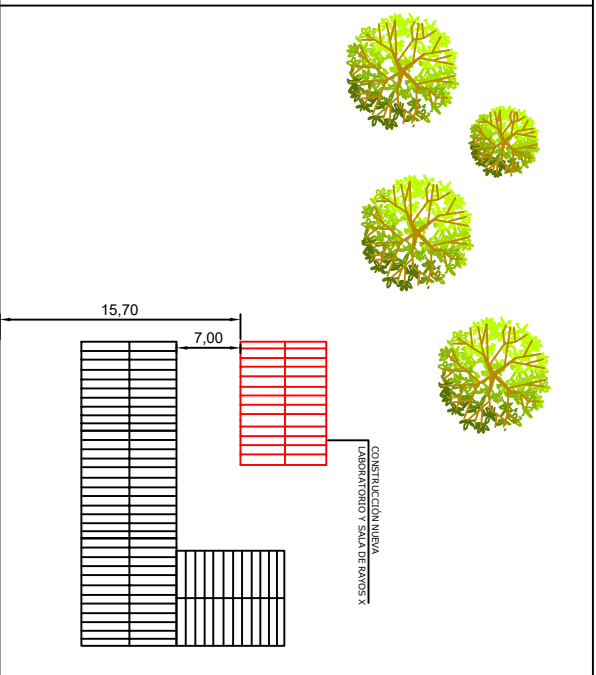 15,70
7,00
CONSTRUCCIÓN NUEVA
LABORATORIO Y SALA DE RAYOS X